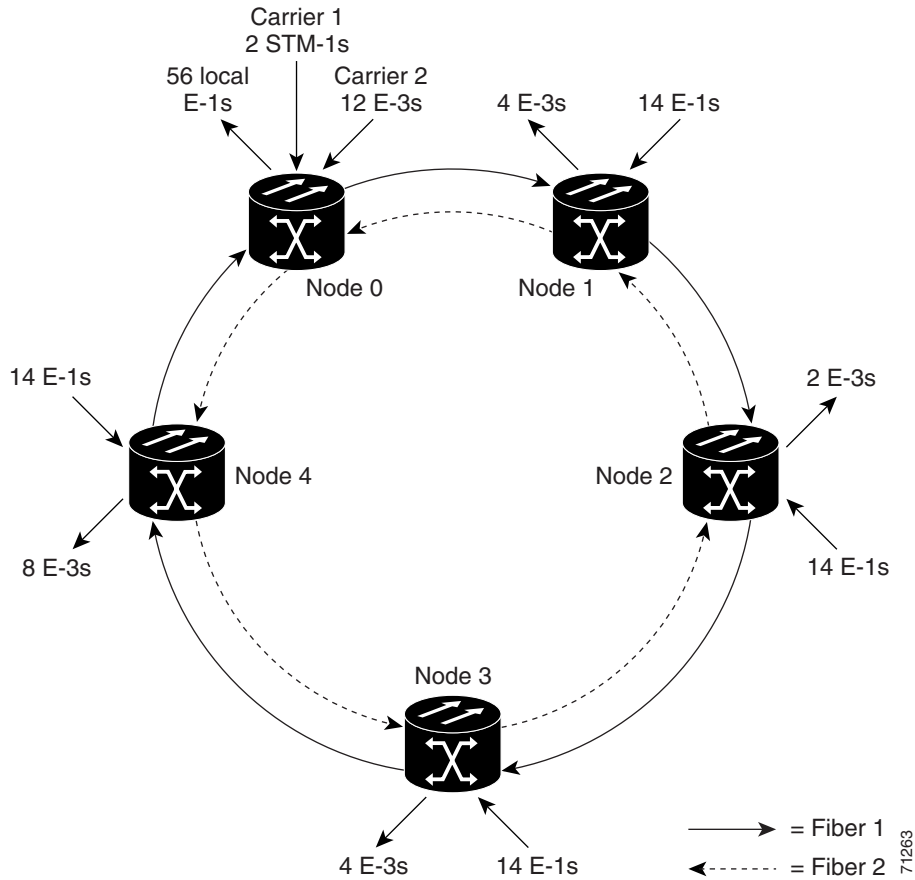 Carrier 1
2 STM-1s
56 local
E-1s
Carrier 2
12 E-3s
4 E-3s
14 E-1s
Node 0
Node 1
14 E-1s
2 E-3s
Node 4
Node 2
8 E-3s
14 E-1s
Node 3
4 E-3s
14 E-1s
= Fiber 1
= Fiber 2
71263